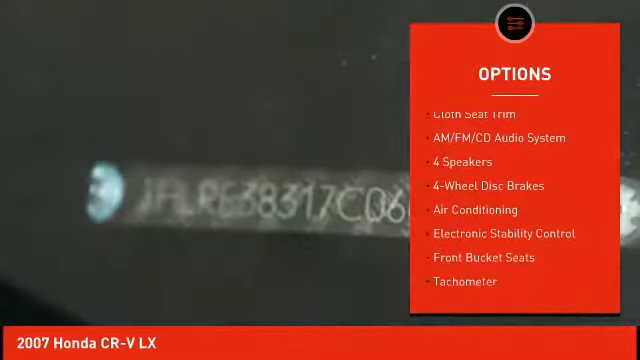 OPTIONS
Cloth Seat Trim
AM/FM/CD Audio System
4 Speakers
4-Wheel Disc Brakes
Air Conditioning
Electronic Stability Control
Front Bucket Seats
Tachometer
2007 Honda CR-V LX